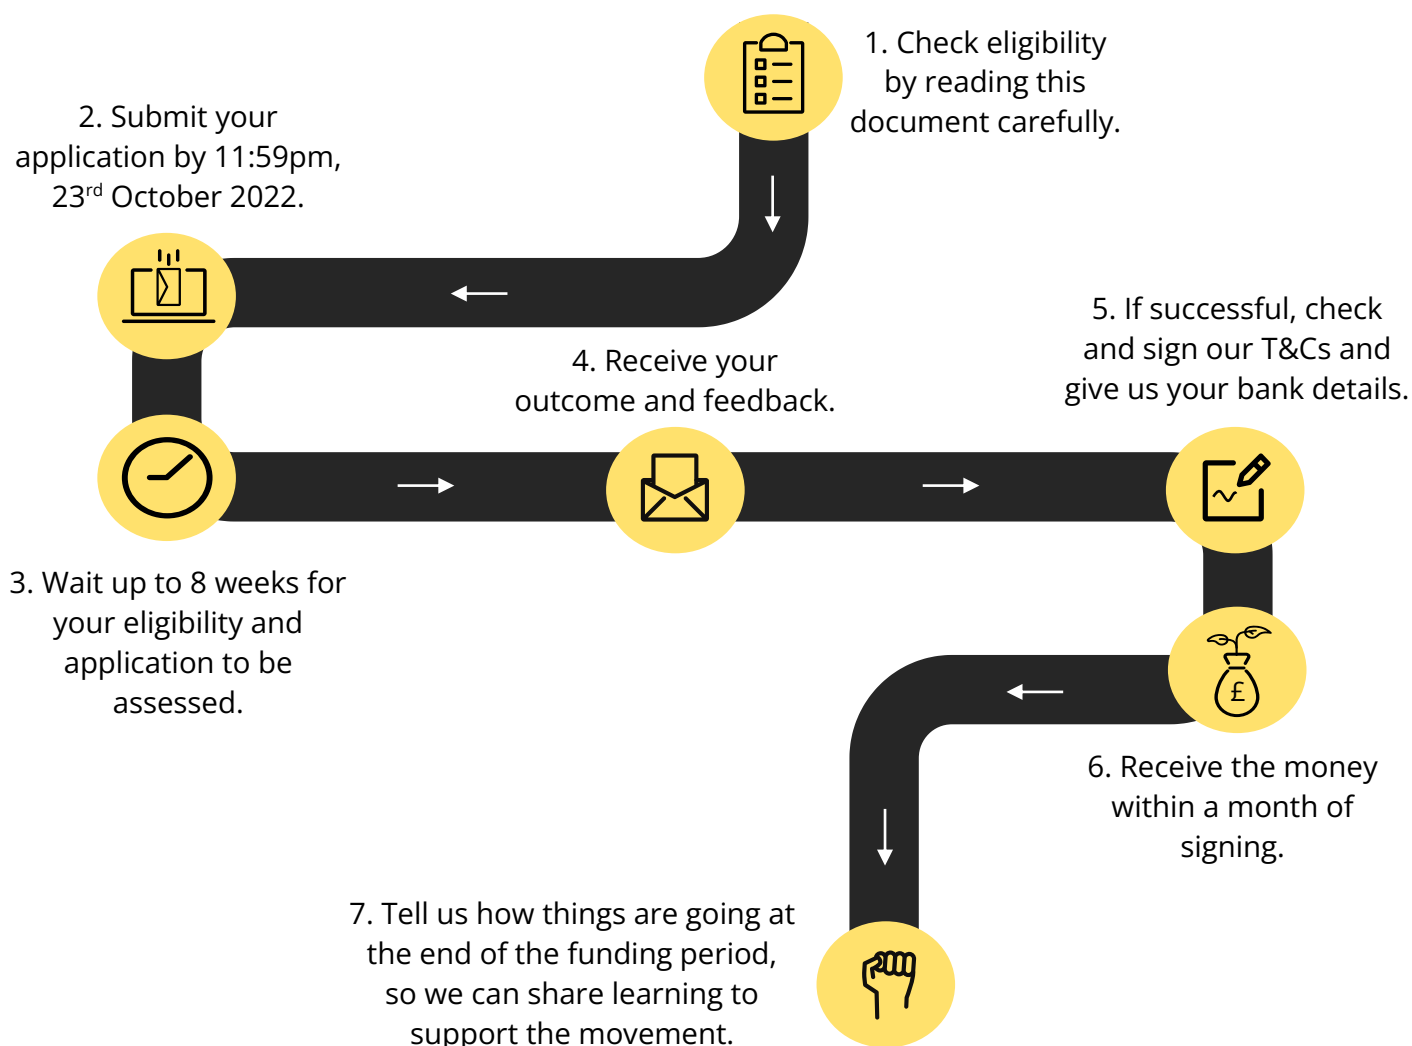 1. Check eligibility
by reading this
document carefully.
2. Submit your
application by 11:59pm,
23rd October 2022.
3. Wait up to 8 weeks for
your eligibility and
application to be
assessed.
4. Receive your
outcome and feedback.
5. If successful, check
and sign our T&Cs and
give us your bank details.
£
6. Receive the money
within a month of
signing.
7. Tell us how things are going at
the end of the funding period,
so we can share learning to
support the movement.